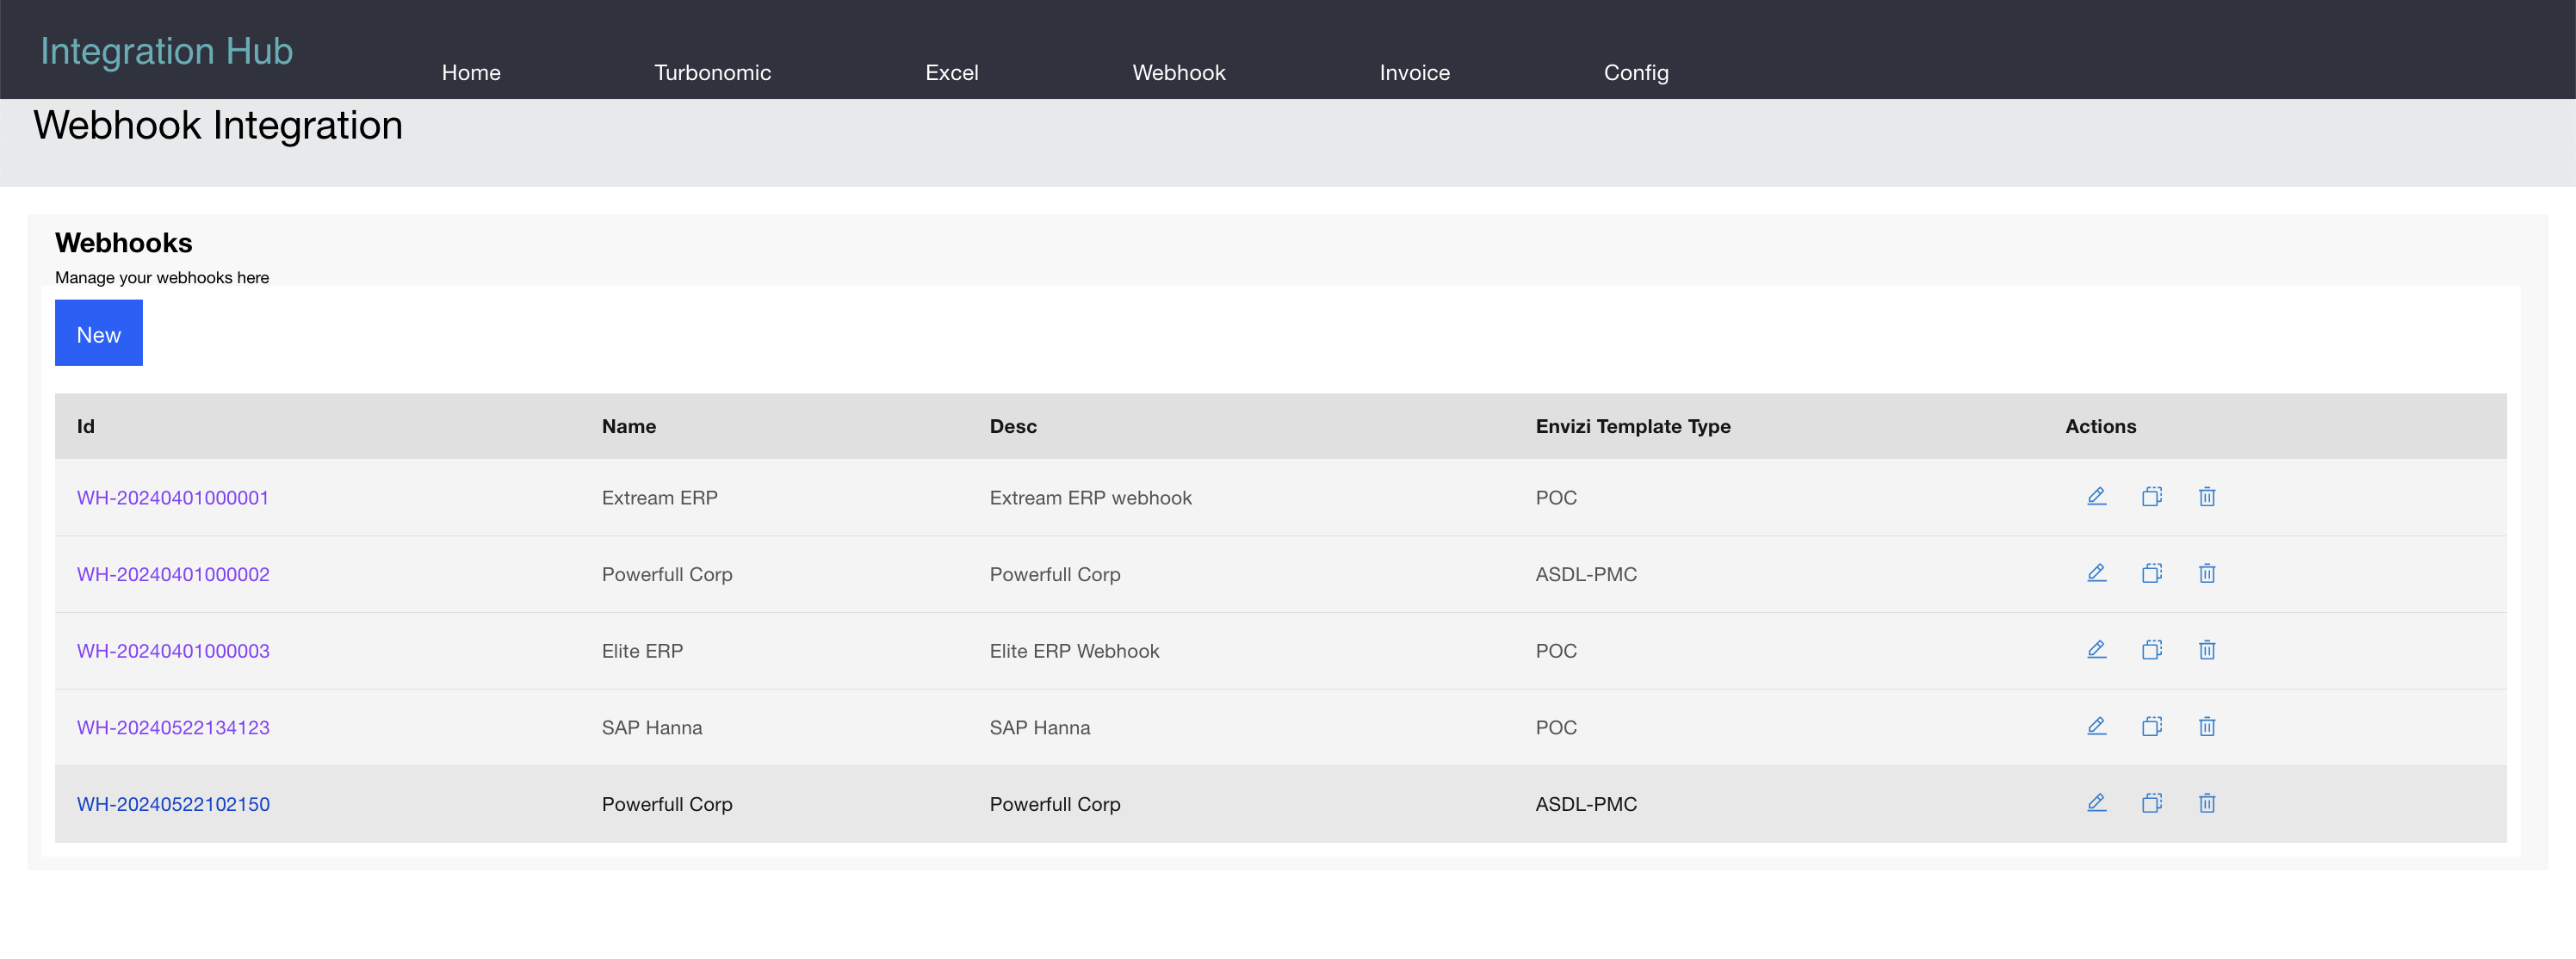 Integration Hub
Home Turbonomic Excel Webhook Invoice Config
Webhook Integration
Webhooks
Manage your webhooks here
New
Id Name Desc Envizi Template Type Actions
WH-20240401000001 Extream ERP Extream ERP webhook POC
WH-20240401000002 Powerfull Corp Powerfull Corp ASDL-PMC
WH-20240401000003 Elite ERP Elite ERP Webhook POC
WH-20240522134123 SAP Hanna SAP Hanna POC
WH-20240522102150 Powerfull Corp Powerfull Corp ASDL-PMC